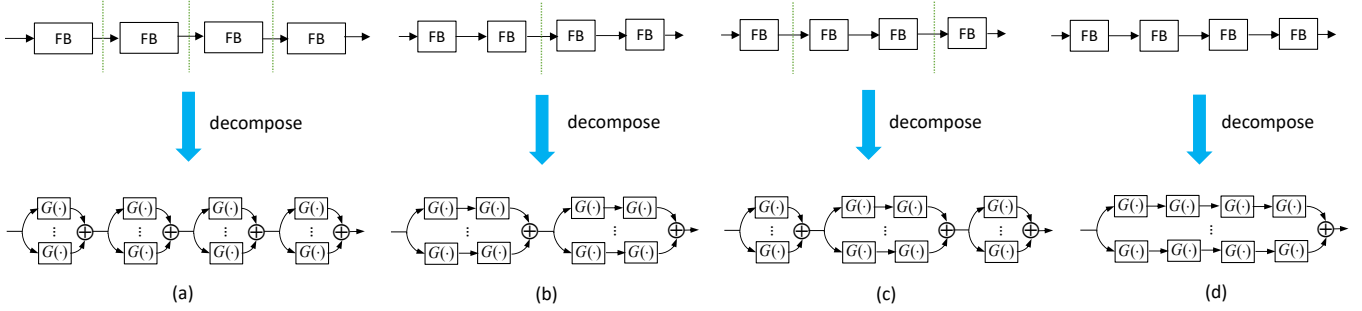 FB FB FB FB
decompose
G(·) G(·) G(·) G(·)
⋮ ⋮ ⋮ ⋮
G(·) G(·) G(·) G(·)
(a)
FB FB FB FB
decompose
G(·) G(·) G(·) G(·)
⋮ ⋮
G(·) G(·) G(·) G(·)
(b)
FB FB FB FB
decompose
G(·) G(·) G(·) G(·)
⋮ ⋮ ⋮
G(·) G(·) G(·) G(·)
(c)
FB FB FB FB
decompose
G(·) G(·) G(·) G(·)
⋮
G(·) G(·) G(·) G(·)
(d)